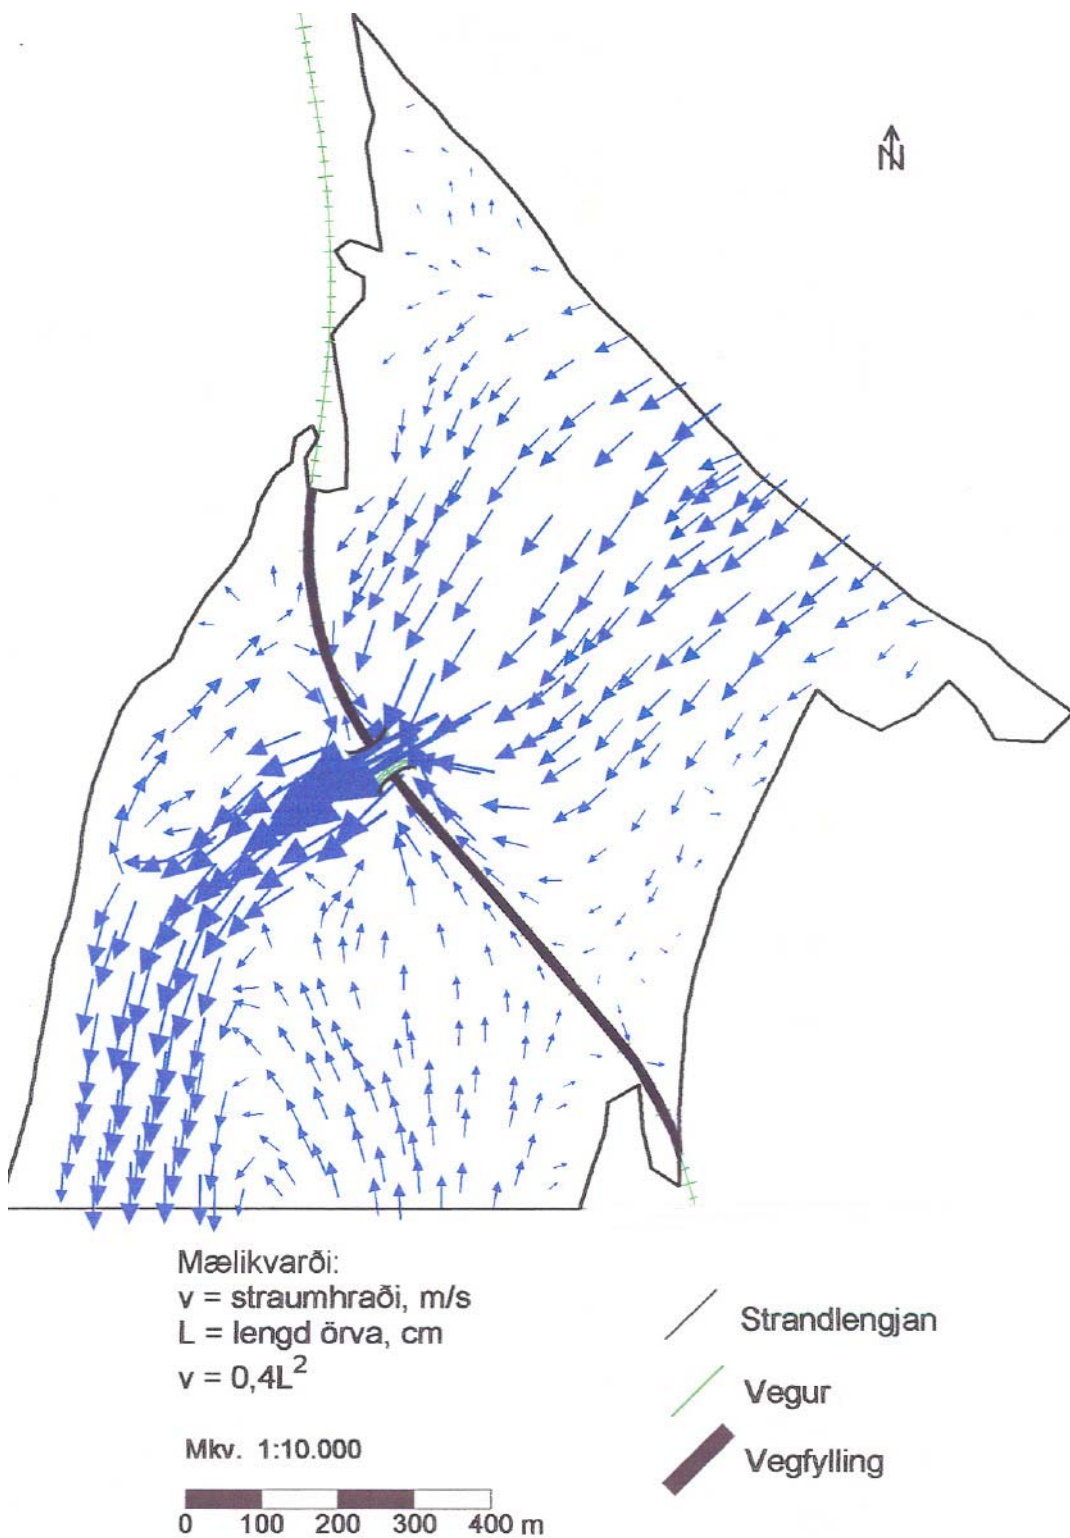 N
Mælikvarði:
v = straumhraði, m/s
L = lengd örva, cm
v = 0,4L²
Mkv. 1:10.000
0 100 200 300 400 m
Strandlengjan
Vegur
Vegfylling